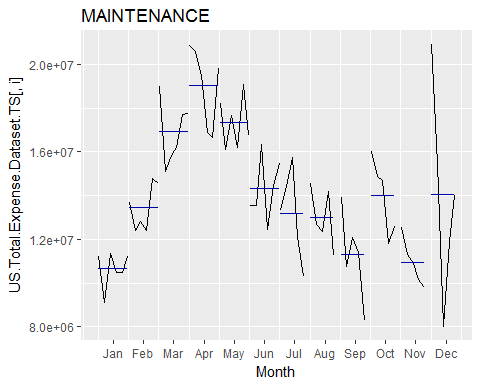 MAINTENANCE
US.Total.Expense.Dataset.TS[, i]
2.0e+07
1.6e+07
1.2e+07
8.0e+06
Jan Feb Mar Apr May Jun Jul Aug Sep Oct Nov Dec
Month